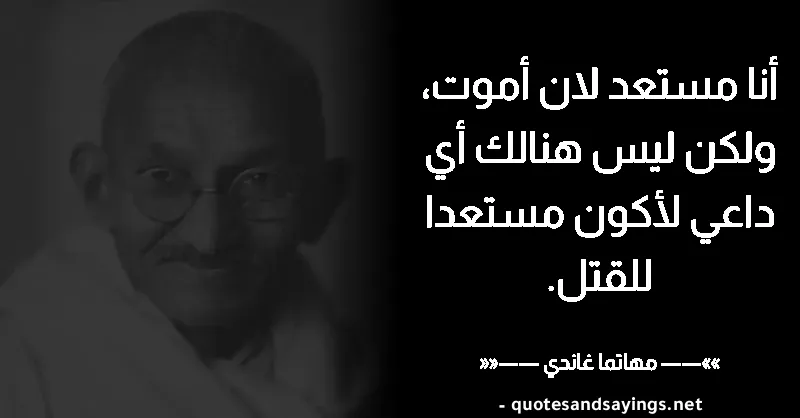 أنا مستعد لان أموت،
ولكن ليس هنالك أي
داعي لأكون مستعدا
للقتل.
»»—— مهاتما غاندي ——««
- quotesandsayings.net